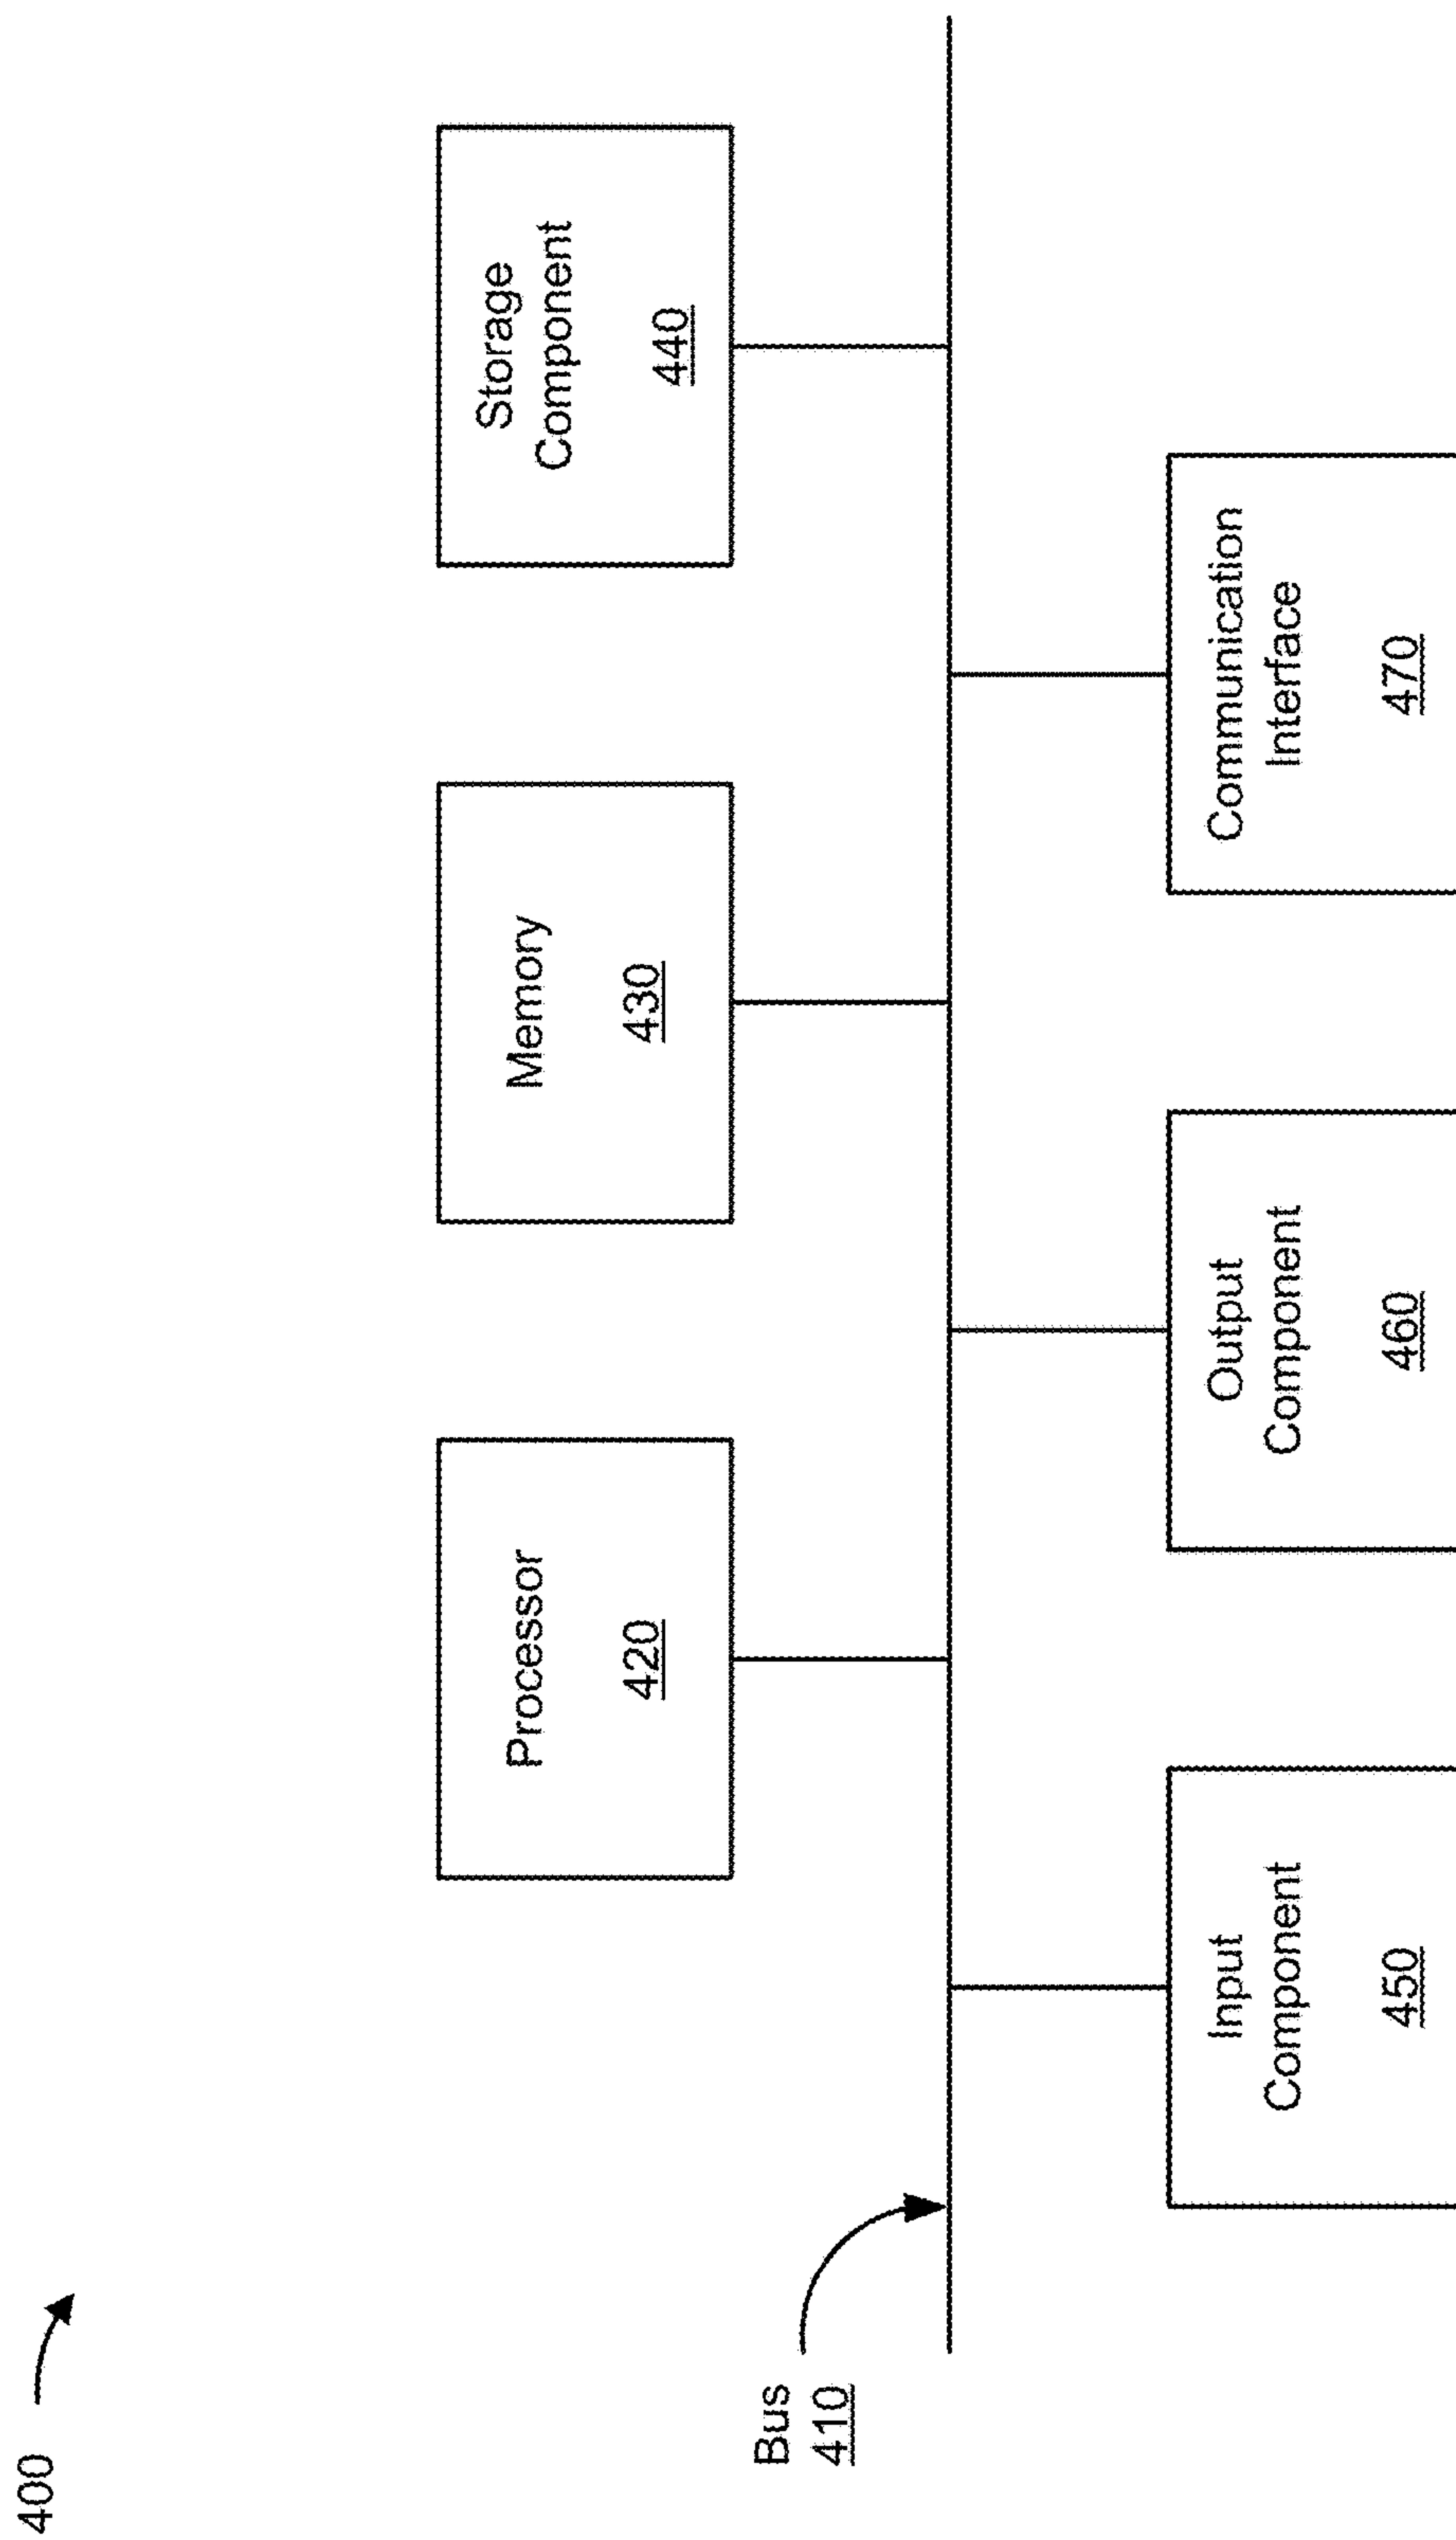 400
Processor
420
Memory
430
Storage
Component
440
Bus
410
Input
Component
450
Output
Component
460
Communication
Interface
470